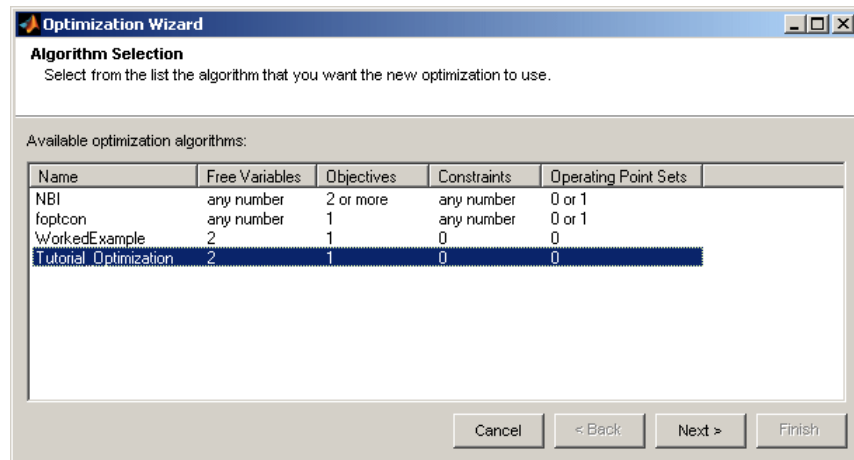 Optimization Wizard
Algorithm Selection
Select from the list the algorithm that you want the new optimization to use.
Available optimization algorithms:
Name Free Variables Objectives Constraints Operating Point Sets
NBI any number 2 or more any number 0 or 1
foptcon any number 1 any number 0 or 1
WorkedExample 2 1 0 0
Tutorial_Optimization 2 1 0 0
Cancel < Back Next > Finish